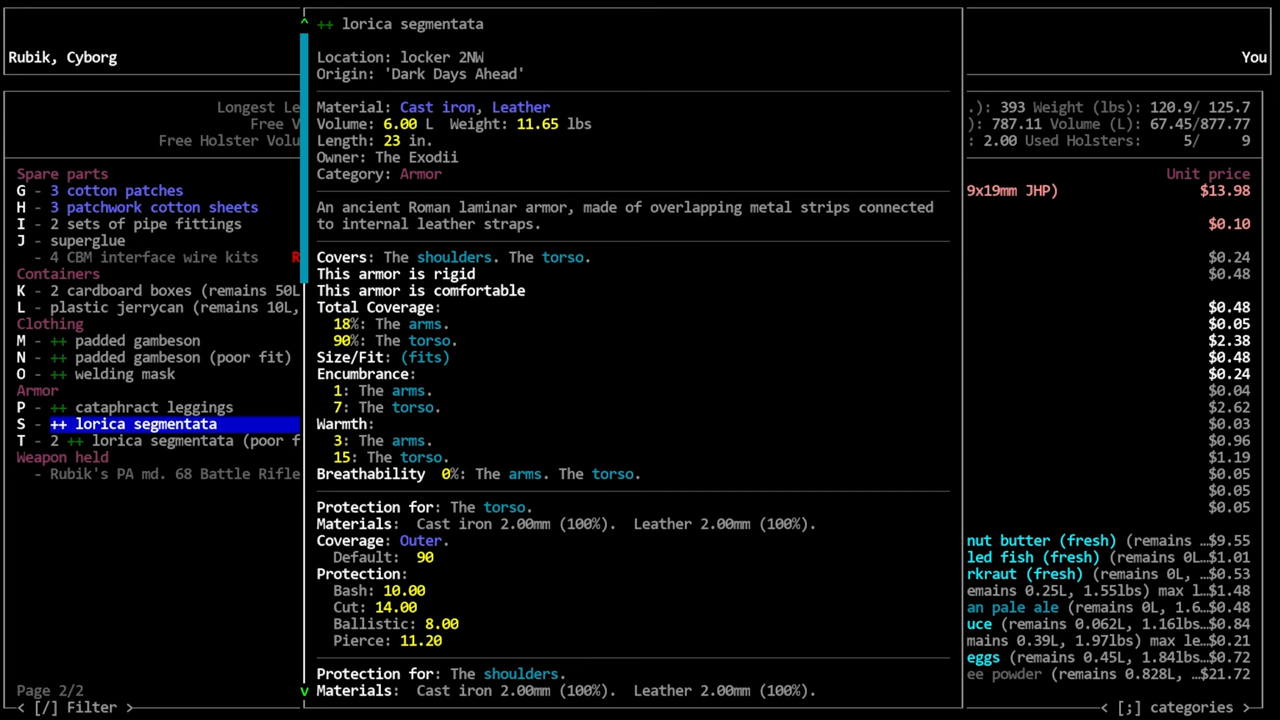 ^ ++ lorica segmentata
Rubik, Cyborg
Location: locker 2NW
You
Origin: 'Dark Days Ahead'
Longest Le
Material: Cast iron, Leather
.): 393 Weight (lbs): 120.9/ 125.7
Free V
Volume: 6.00 L Weight: 11.65 lbs
): 787.11 Volume (L): 67.45/877.77
Free Holster Volu
Length: 23 in.
: 2.00 Used Holsters: 5/ 9
Owner: The Exodii
Spare parts
Category: Armor
Unit price
G - 3 cotton patches
9x19mm JHP) $13.98
H - 3 patchwork cotton sheets
An ancient Roman laminar armor, made of overlapping metal strips connected
I - 2 sets of pipe fittings
to internal leather straps.
$0.10
J - superglue
- 4 CBM interface wire kits R
Covers: The shoulders. The torso.
$0.24
Containers
This armor is rigid
$0.48
K - 2 cardboard boxes (remains 50L
This armor is comfortable
L - plastic jerrycan (remains 10L,
Total Coverage:
$0.48
Clothing
18%: The arms.
$0.05
M - ++ padded gambeson
90%: The torso.
$2.38
N - ++ padded gambeson (poor fit)
Size/Fit: (fits)
$0.48
O - ++ welding mask
Encumbrance:
$0.24
Armor
1: The arms.
$0.04
P - ++ cataphract leggings
7: The torso.
$2.62
S - ++ lorica segmentata
Warmth:
$0.03
T - 2 ++ lorica segmentata (poor f
3: The arms.
$0.96
Weapon held
15: The torso.
$1.19
- Rubik's PA md. 68 Battle Rifle
Breathability 0%: The arms. The torso.
$0.05
$0.05
Protection for: The torso.
$0.05
Materials: Cast iron 2.00mm (100%). Leather 2.00mm (100%).
Coverage: Outer.
nut butter (fresh) (remains …$9.55
Default: 90
led fish (fresh) (remains 0L…$1.01
Protection:
rkraut (fresh) (remains 0L, …$0.53
Bash: 10.00
emains 0.25L, 1.55lbs) max l…$1.48
Cut: 14.00
an pale ale (remains 0L, 1.6…$0.48
Ballistic: 8.00
uce (remains 0.062L, 1.16lbs…$0.84
Pierce: 11.20
mains 0.39L, 1.97lbs) max le…$0.21
eggs (remains 0.45L, 1.84lbs…$0.72
Protection for: The shoulders.
ee powder (remains 0.828L, …$21.72
Page 2/2
v Materials: Cast iron 2.00mm (100%). Leather 2.00mm (100%).
< [/] Filter >
< [;] categories >